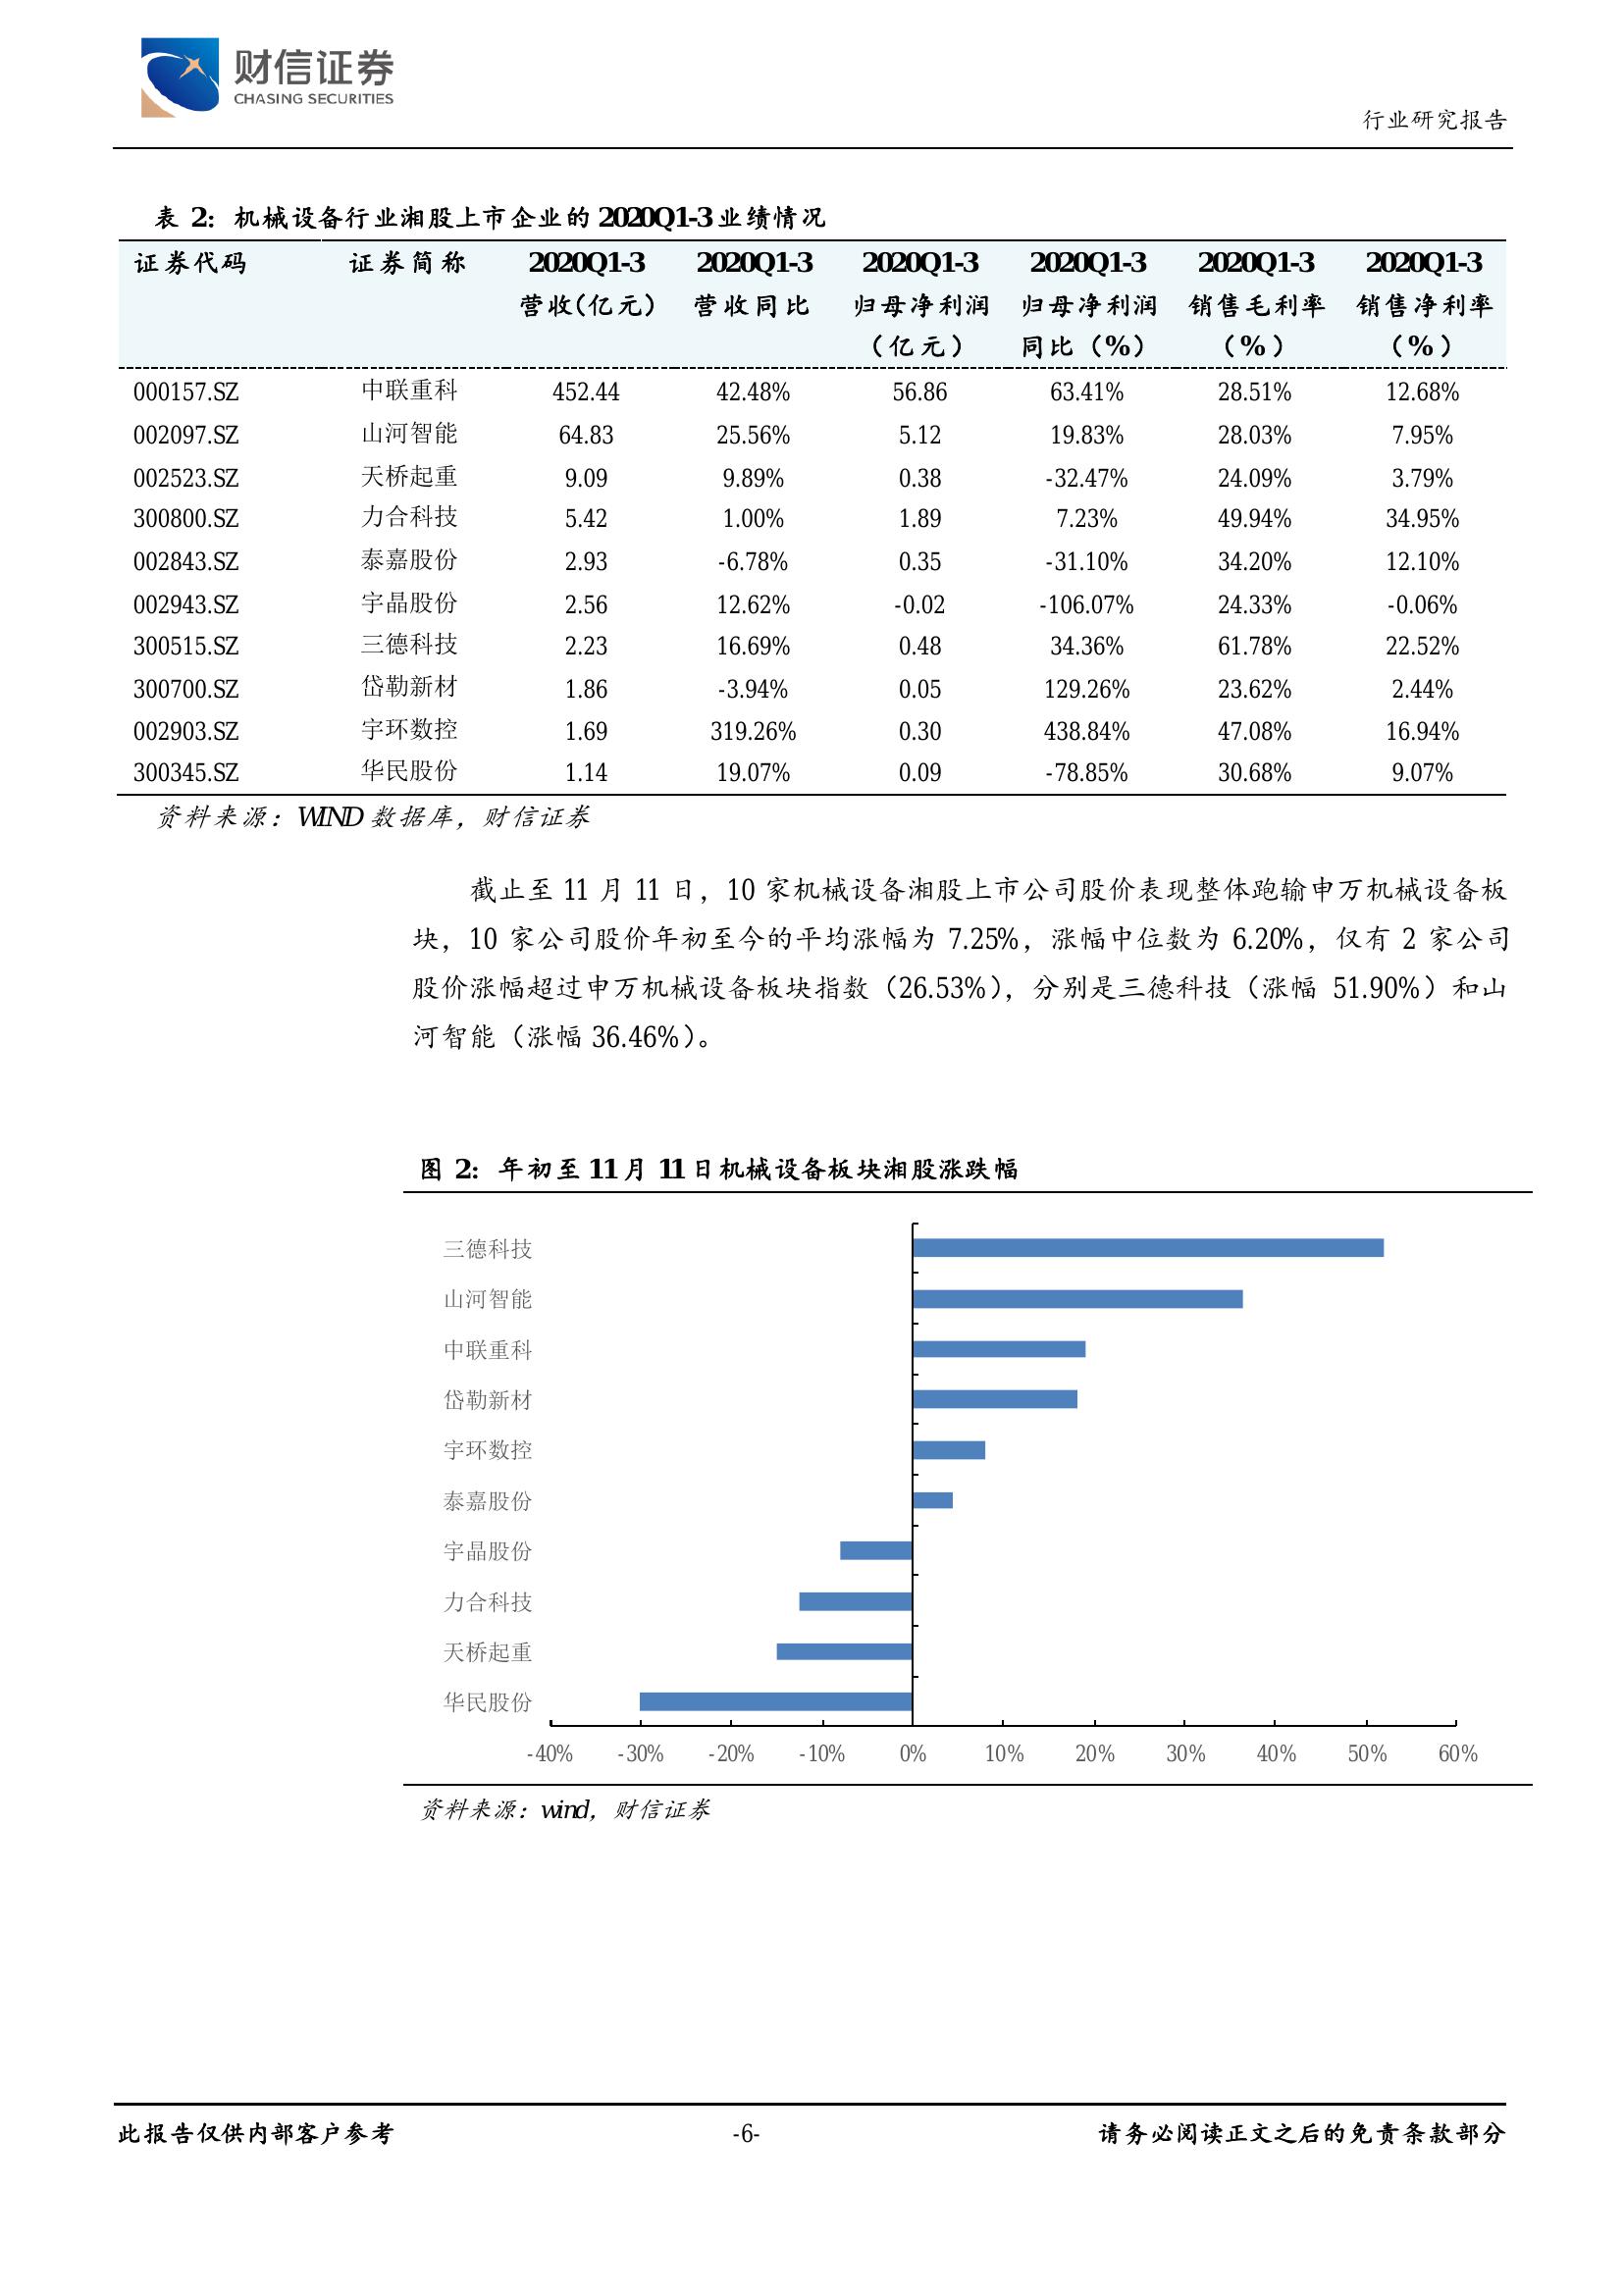 财信证券
CHASING SECURITIES
行业研究报告
表 2：机械设备行业湘股上市企业的 2020Q1-3 业绩情况
证券代码 证券简称 2020Q1-3 2020Q1-3 2020Q1-3 2020Q1-3 2020Q1-3 2020Q1-3
营收(亿元) 营收同比 归母净利润 归母净利润 销售毛利率 销售净利率
（亿元） 同比（%） （%） （%）
000157.SZ 中联重科 452.44 42.48% 56.86 63.41% 28.51% 12.68%
002097.SZ 山河智能 64.83 25.56% 5.12 19.83% 28.03% 7.95%
002523.SZ 天桥起重 9.09 9.89% 0.38 -32.47% 24.09% 3.79%
300800.SZ 力合科技 5.42 1.00% 1.89 7.23% 49.94% 34.95%
002843.SZ 泰嘉股份 2.93 -6.78% 0.35 -31.10% 34.20% 12.10%
002943.SZ 宇晶股份 2.56 12.62% -0.02 -106.07% 24.33% -0.06%
300515.SZ 三德科技 2.23 16.69% 0.48 34.36% 61.78% 22.52%
300700.SZ 岱勒新材 1.86 -3.94% 0.05 129.26% 23.62% 2.44%
002903.SZ 宇环数控 1.69 319.26% 0.30 438.84% 47.08% 16.94%
300345.SZ 华民股份 1.14 19.07% 0.09 -78.85% 30.68% 9.07%
资料来源：WIND 数据库，财信证券
截止至 11 月 11 日，10 家机械设备湘股上市公司股价表现整体跑输申万机械设备板
块，10 家公司股价年初至今的平均涨幅为 7.25%，涨幅中位数为 6.20%，仅有 2 家公司
股价涨幅超过申万机械设备板块指数（26.53%），分别是三德科技（涨幅 51.90%）和山
河智能（涨幅 36.46%）。
图 2：年初至 11 月 11 日机械设备板块湘股涨跌幅
三德科技
山河智能
中联重科
岱勒新材
宇环数控
泰嘉股份
宇晶股份
力合科技
天桥起重
华民股份
-40% -30% -20% -10% 0% 10% 20% 30% 40% 50% 60%
资料来源：wind，财信证券
此报告仅供内部客户参考 -6- 请务必阅读正文之后的免责条款部分